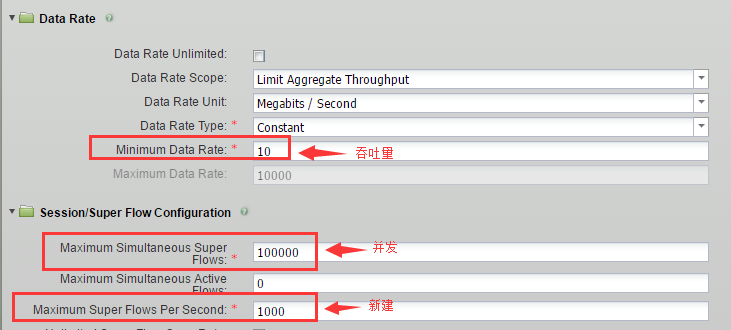 Data Rate
Data Rate Unlimited:
Data Rate Scope: Limit Aggregate Throughput
Data Rate Unit: Megabits / Second
Data Rate Type: * Constant
Minimum Data Rate: * 10 吞吐量
Maximum Data Rate: 10000
Session/Super Flow Configuration
Maximum Simultaneous Super
Flows: * 100000 并发
Maximum Simultaneous Active
Flows: 0
Maximum Super Flows Per Second: * 1000 新建